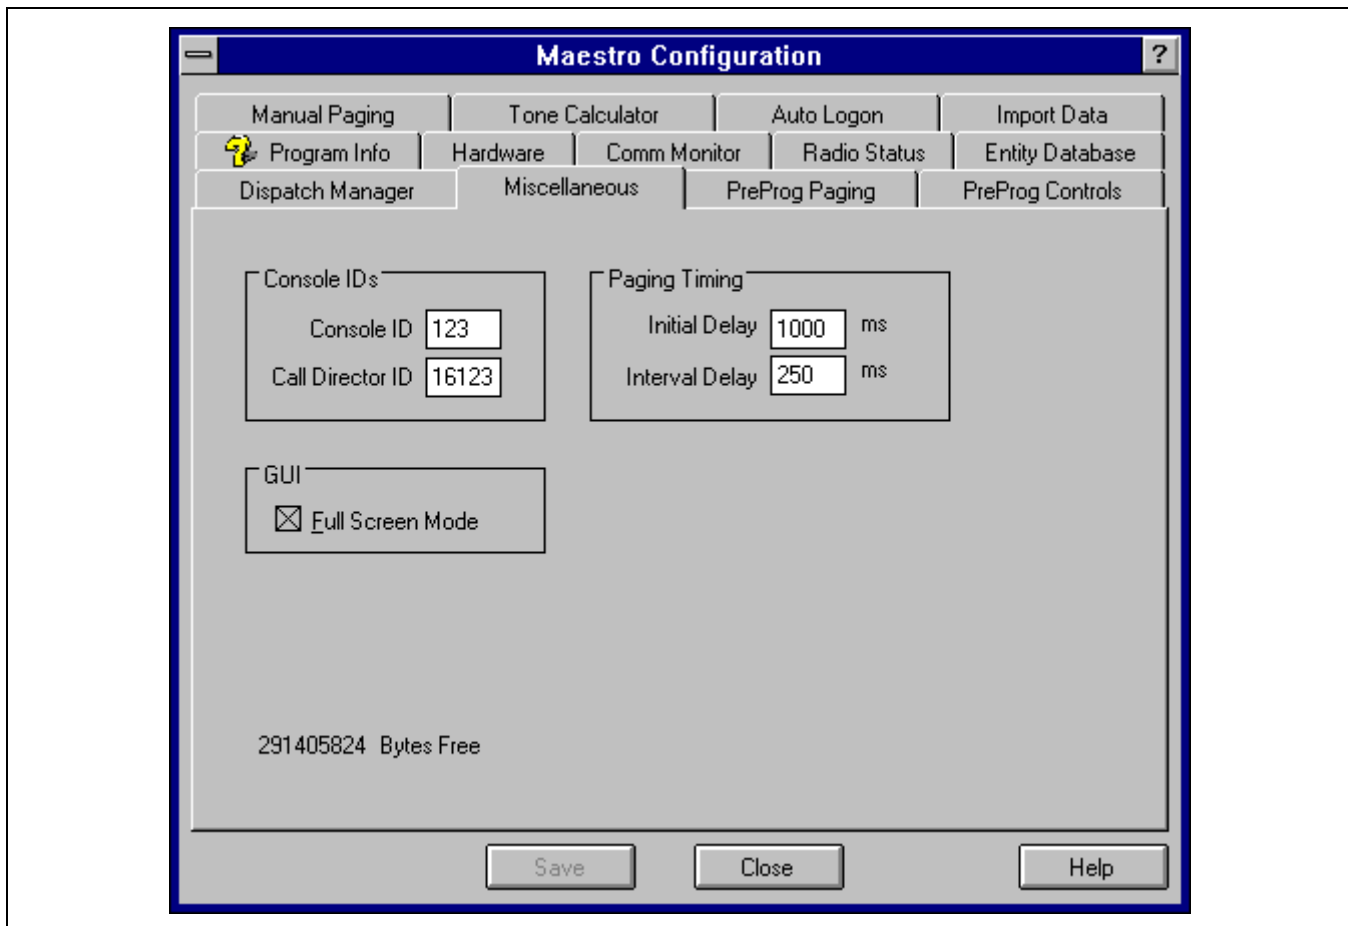 Maestro Configuration ?
Manual Paging Tone Calculator Auto Logon Import Data
Program Info Hardware Comm Monitor Radio Status Entity Database
Dispatch Manager Miscellaneous PreProg Paging PreProg Controls
Console IDs
Console ID 123
Call Director ID 16123
Paging Timing
Initial Delay 1000 ms
Interval Delay 250 ms
GUI
Full Screen Mode
291405824 Bytes Free
Save Close Help